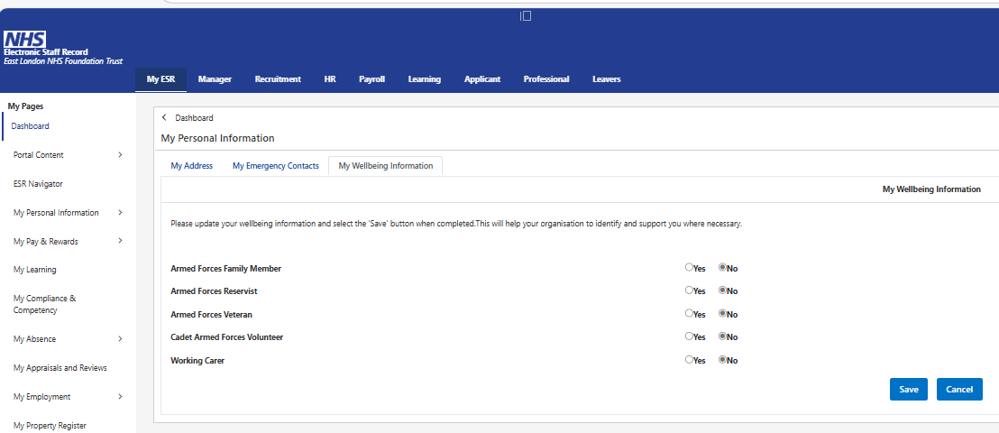 NHS
Electronic Staff Record
East London NHS Foundation Trust
My ESR Manager Recruitment HR Payroll Learning Applicant Professional Leavers
My Pages
Dashboard
Portal Content
ESR Navigator
My Personal Information
My Pay & Rewards
My Learning
My Compliance &
Competency
My Absence
My Appraisals and Reviews
My Employment
My Property Register
Dashboard
My Personal Information
My Address My Emergency Contacts My Wellbeing Information
My Wellbeing Information
Please update your wellbeing information and select the 'Save' button when completed.This will help your organisation to identify and support you where necessary.
Armed Forces Family Member Yes No
Armed Forces Reservist Yes No
Armed Forces Veteran Yes No
Cadet Armed Forces Volunteer Yes No
Working Carer Yes No
Save Cancel